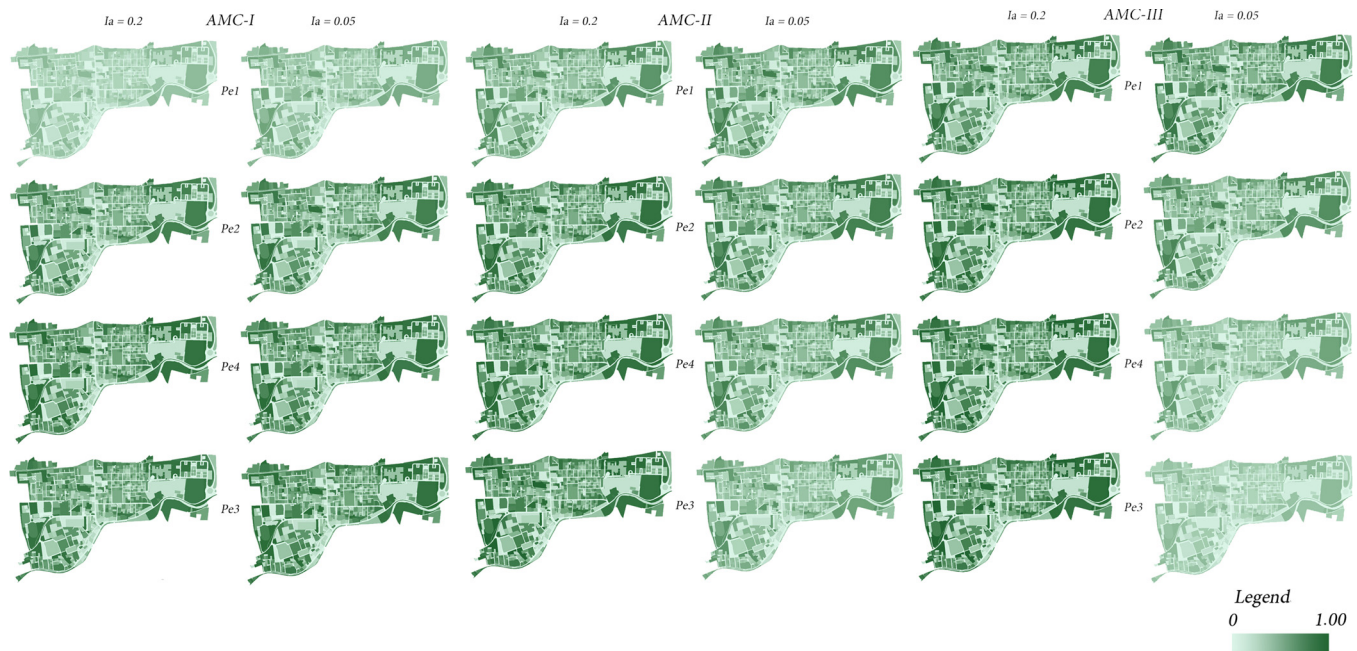 Ia = 0.2 AMC-I Ia = 0.05 Ia = 0.2 AMC-II Ia = 0.05 Ia = 0.2 AMC-III Ia = 0.05
Pe1 Pe1 Pe1
Pe2 Pe2 Pe2
Pe4 Pe4 Pe4
Pe3 Pe3 Pe3
Legend
0 1.00